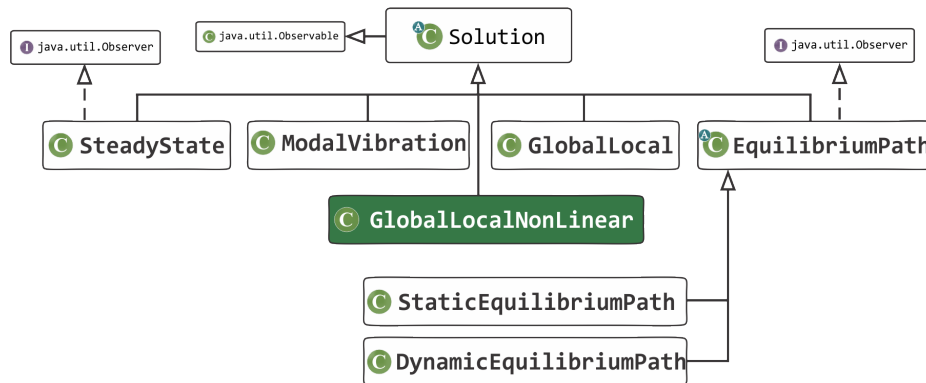 A
C Solution
C java.util.Observable
I java.util.Observer
I java.util.Observer
C SteadyState
C ModalVibration
C GlobalLocal
A
C EquilibriumPath
C GlobalLocalNonLinear
C StaticEquilibriumPath
C DynamicEquilibriumPath